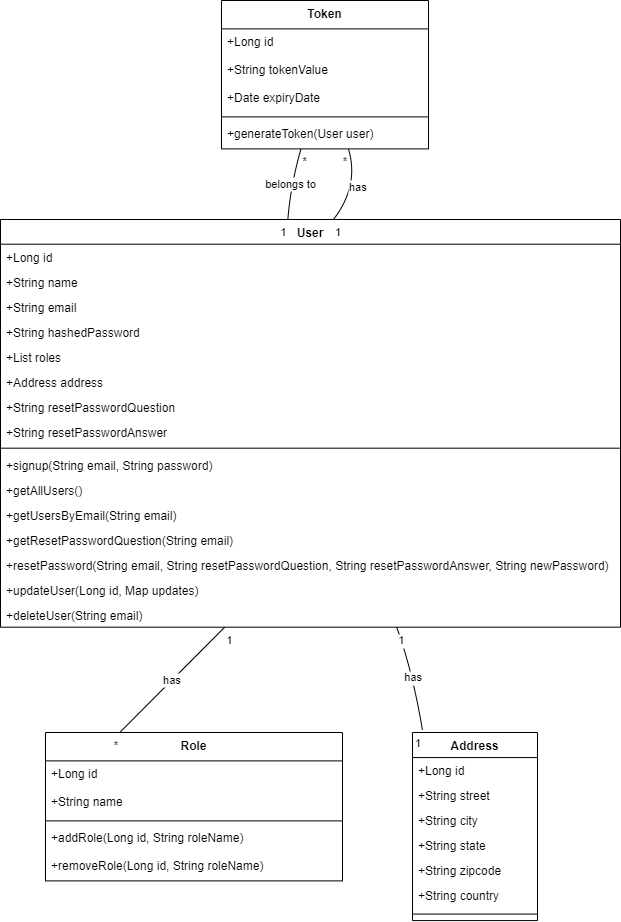 Token
+Long id
+String tokenValue
+Date expiryDate
+generateToken(User user)
* *
belongs to
has
1 User 1
+Long id
+String name
+String email
+String hashedPassword
+List roles
+Address address
+String resetPasswordQuestion
+String resetPasswordAnswer
+signup(String email, String password)
+getAllUsers()
+getUsersByEmail(String email)
+getResetPasswordQuestion(String email)
+resetPassword(String email, String resetPasswordQuestion, String resetPasswordAnswer, String newPassword)
+updateUser(Long id, Map updates)
+deleteUser(String email)
1
has
* Role
+Long id
+String name
+addRole(Long id, String roleName)
+removeRole(Long id, String roleName)
1
has
1 Address
+Long id
+String street
+String city
+String state
+String zipcode
+String country